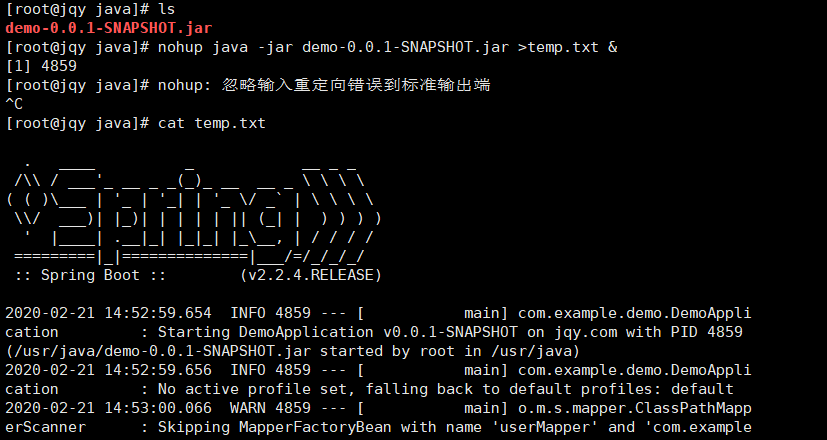 [root@jqy java]# ls
demo-0.0.1-SNAPSHOT.jar
[root@jqy java]# nohup java -jar demo-0.0.1-SNAPSHOT.jar >temp.txt &
[1] 4859
[root@jqy java]# nohup: 忽略输入重定向错误到标准输出端
^C
[root@jqy java]# cat temp.txt

  .   ____          _            __ _ _
 /\\ / ___'_ __ _ _(_)_ __  __ _ \ \ \ \
( ( )\___ | '_ | '_| | '_ \/ _` | \ \ \ \
 \\/  ___)| |_)| | | | | || (_| |  ) ) ) )
  '  |____| .__|_| |_|_| |_\__, | / / / /
 =========|_|==============|___/=/_/_/_/
 :: Spring Boot ::        (v2.2.4.RELEASE)

2020-02-21 14:52:59.654  INFO 4859 --- [           main] com.example.demo.DemoAppli
cation         : Starting DemoApplication v0.0.1-SNAPSHOT on jqy.com with PID 4859
(/usr/java/demo-0.0.1-SNAPSHOT.jar started by root in /usr/java)
2020-02-21 14:52:59.656  INFO 4859 --- [           main] com.example.demo.DemoAppli
cation         : No active profile set, falling back to default profiles: default
2020-02-21 14:53:00.066  WARN 4859 --- [           main] o.m.s.mapper.ClassPathMapp
erScanner      : Skipping MapperFactoryBean with name 'userMapper' and 'com.example